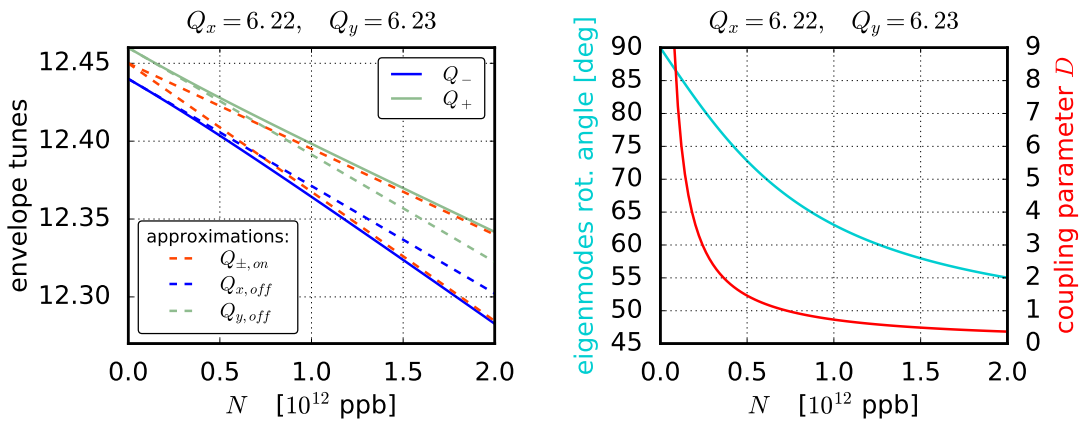 Q_x = 6.22, Q_y = 6.23
envelope tunes
12.45
12.40
12.35
12.30
Q_-
Q_+
approximations:
Q_{±,on}
Q_{x,off}
Q_{y,off}
0.0 0.5 1.0 1.5 2.0
N [10^{12} ppb]
Q_x = 6.22, Q_y = 6.23
eigenmodes rot. angle [deg]
90
85
80
75
70
65
60
55
50
45
9
8
7
6
5
4
3
2
1
0
coupling parameter D
0.0 0.5 1.0 1.5 2.0
N [10^{12} ppb]